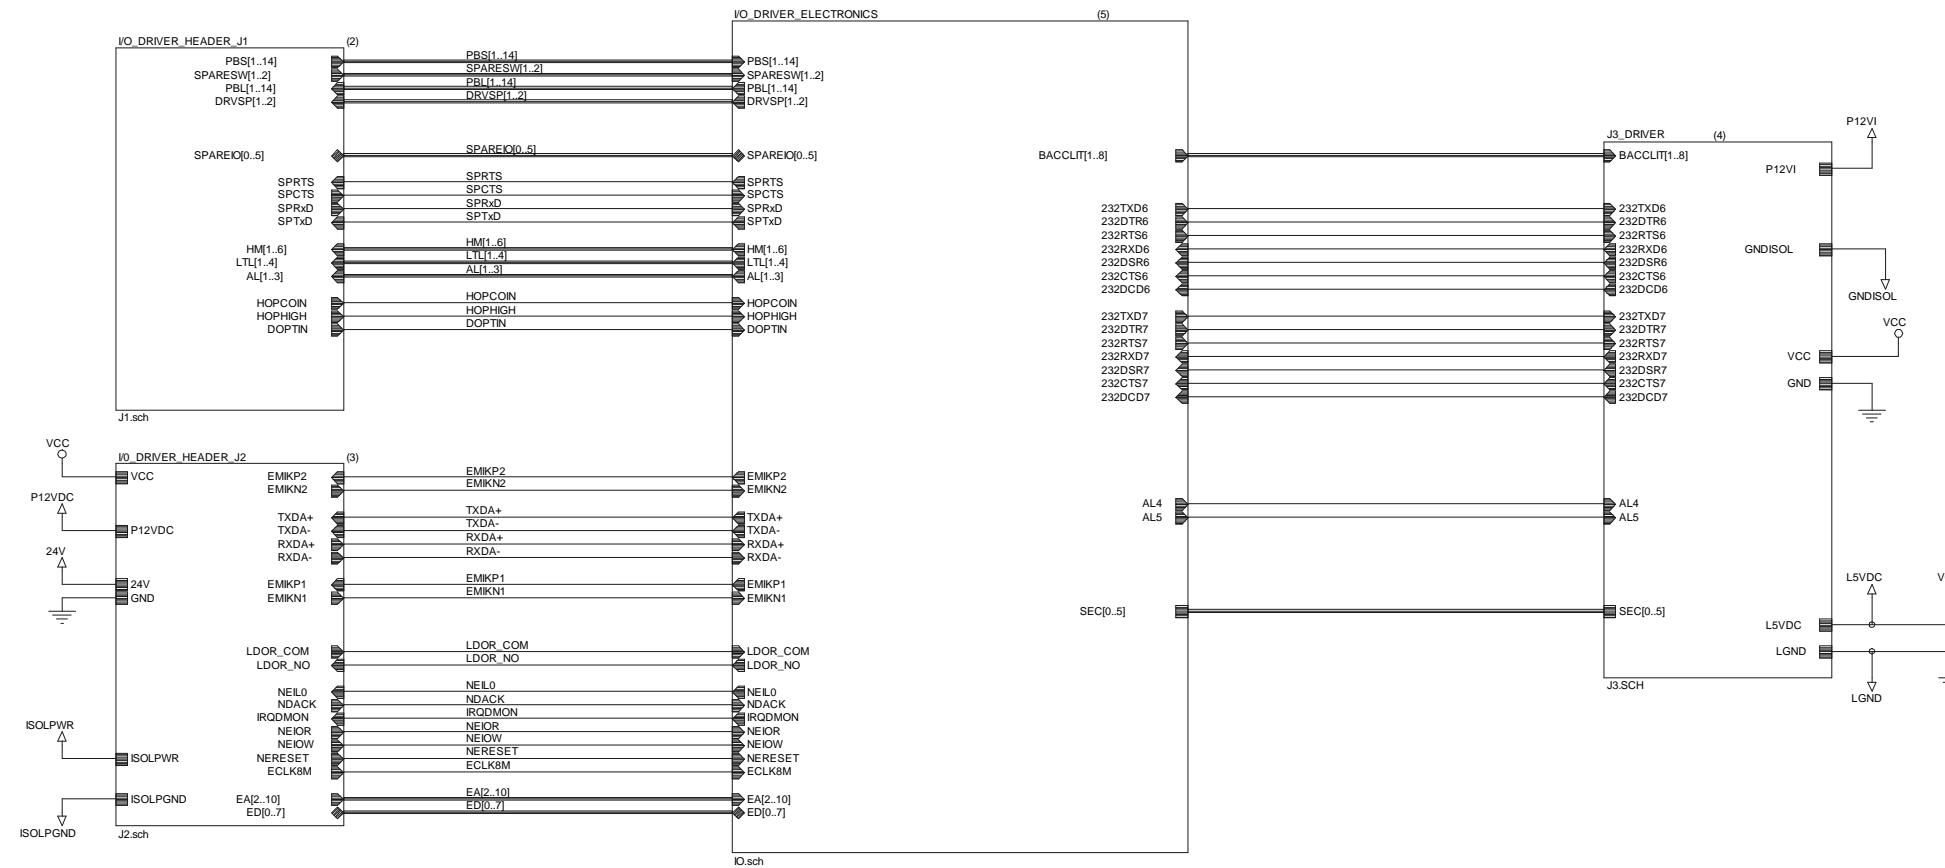 I/O_DRIVER_ELECTRONICS (5)
I/O_DRIVER_HEADER_J1 (2)
PBS[1..14] PBS[1..14] PBS[1..14]
SPARESW[1..2] SPARESW[1..2] SPARESW[1..2]
PBL[1..14] PBL[1..14] PBL[1..14]
DRVSP[1..2] DRVSP[1..2] DRVSP[1..2]
SPAREIO[0..5] SPAREIO[0..5] SPAREIO[0..5]
SPRTS SPRTS SPRTS
SPCTS SPCTS SPCTS
SPRxD SPRxD SPRxD
SPTxD SPTxD SPTxD
HM[1..6] HM[1..6] HM[1..6]
LTL[1..4] LTL[1..4] LTL[1..4]
AL[1..3] AL[1..3] AL[1..3]
HOPCOIN HOPCOIN HOPCOIN
HOPHIGH HOPHIGH HOPHIGH
DOPTIN DOPTIN DOPTIN
J1.sch
VCC
I/0_DRIVER_HEADER_J2 (3)
VCC EMIKP2 EMIKP2 EMIKP2
EMIKN2 EMIKN2 EMIKN2
P12VDC
TXDA+ TXDA+ TXDA+
P12VDC TXDA- TXDA- TXDA-
RXDA+ RXDA+ RXDA+
24V
RXDA- RXDA- RXDA-
24V EMIKP1 EMIKP1 EMIKP1
GND EMIKN1 EMIKN1 EMIKN1
LDOR_COM LDOR_COM LDOR_COM
LDOR_NO LDOR_NO LDOR_NO
NEIL0 NEIL0 NEIL0
NDACK NDACK NDACK
IRQDMON IRQDMON IRQDMON
ISOLPWR
NEIOR NEIOR NEIOR
NEIOW NEIOW NEIOW
ISOLPWR NERESET NERESET NERESET
ECLK8M ECLK8M ECLK8M
ISOLPGND EA[2..10] EA[2..10] EA[2..10]
ED[0..7] ED[0..7] ED[0..7]
ISOLPGND
J2.sch
IO.sch
J3_DRIVER (4)
P12VI
BACCLIT[1..8] BACCLIT[1..8]
P12VI
232TXD6 232TXD6
232DTR6 232DTR6
232RTS6 232RTS6
232RXD6 232RXD6
GNDISOL
232DSR6 232DSR6
232CTS6 232CTS6
232DCD6 232DCD6
GNDISOL
232TXD7 232TXD7
VCC
232DTR7 232DTR7
232RTS7 232RTS7
232RXD7 232RXD7
VCC
232DSR7 232DSR7
232CTS7 232CTS7
GND
232DCD7 232DCD7
AL4 AL4
AL5 AL5
L5VDC
V
SEC[0..5] SEC[0..5]
L5VDC
LGND
J3.SCH
LGND